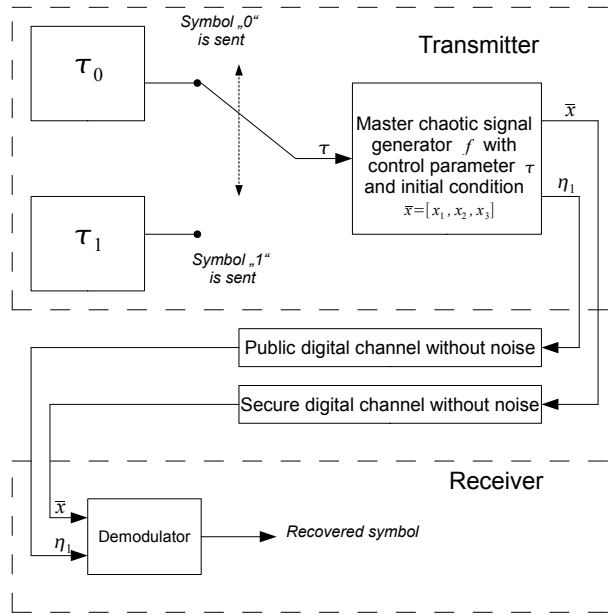 Symbol „0“
is sent
Transmitter
τ₀
τ
Master chaotic signal
generator f with
control parameter τ
and initial condition
x̅=[x₁, x₂, x₃]
x̅
η₁
τ₁
Symbol „1“
is sent
Public digital channel without noise
Secure digital channel without noise
Receiver
x̅
η₁
Demodulator
Recovered symbol